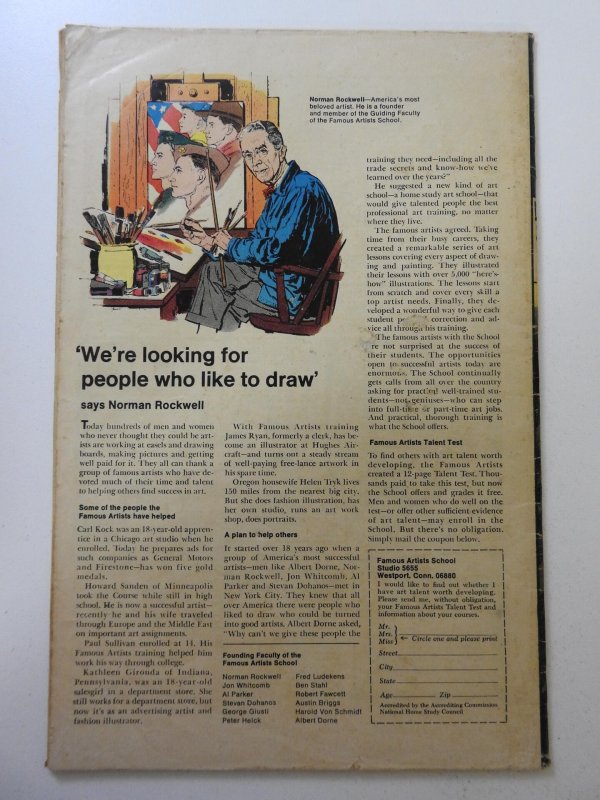 Norman Rockwell—America's most
beloved artist. He is a founder
and member of the Guiding Faculty
of the Famous Artists School.
'We're looking for
people who like to draw'
says Norman Rockwell
Today hundreds of men and women
who never thought they could be art-
ists are working at easels and drawing
boards, making pictures and getting
well paid for it. They all can thank a
group of famous artists who have de-
voted much of their time and talent
to helping others find success in art.
Some of the people the
Famous Artists have helped
Carl Kock was an 18-year-old appren-
tice in a Chicago art studio when he
enrolled. Today he prepares ads for
such companies as General Motors
and Firestone—has won five gold
medals.
Howard Sanden of Minneapolis
took the Course while still in high
school. He is now a successful artist—
recently he and his wife traveled
through Europe and the Middle East
on important art assignments.
Paul Sullivan enrolled at 14. His
Famous Artists training helped him
work his way through college.
Kathleen Gironda of Indiana,
Pennsylvania, was an 18-year-old
salesgirl in a department store. She
still works for a department store, but
now it's as an advertising artist and
fashion illustrator.
With Famous Artists training
James Ryan, formerly a clerk, has be-
come an illustrator at Hughes Air-
craft—and turns out a steady stream
of well-paying free-lance artwork in
his spare time.
Oregon housewife Helen Tryk lives
150 miles from the nearest big city.
But she does fashion illustration, has
her own studio, runs an art work
shop, does portraits.
A plan to help others
It started over 18 years ago when a
group of America's most successful
artists—men like Albert Dorne, Nor-
man Rockwell, Jon Whitcomb, Al
Parker and Stevan Dohanos—met in
New York City. They knew that all
over America there were people who
liked to draw who could be turned
into good artists. Albert Dorne asked,
"Why can't we give these people the
Founding Faculty of the
Famous Artists School
Norman Rockwell
Jon Whitcomb
Al Parker
Stevan Dohanos
George Giusti
Peter Helck
Fred Ludekens
Ben Stahl
Robert Fawcett
Austin Briggs
Harold Von Schmidt
Albert Dorne
training they need—including all the
trade secrets and know-how we've
learned over the years?"
He suggested a new kind of art
school—a home study art school—that
would give talented people the best
professional art training, no matter
where they live.
The famous artists agreed. Taking
time from their busy careers, they
created a remarkable series of art
lessons covering every aspect of draw-
ing and painting. They illustrated
their lessons with over 5,000 "here's-
how" illustrations. The lessons start
from scratch and cover every skill a
top artist needs. Finally, they de-
veloped a wonderful way to give each
student correction and ad-
vice all through his training.
The famous artists with the School
are not surprised at the success of
their students. The opportunities
open to successful artists today are
enormous. The School continually
gets calls from all over the country
asking for practical well-trained stu-
dents—not geniuses—who can step
into full-time or part-time art jobs.
And practical, thorough training is
what the School offers.
Famous Artists Talent Test
To find others with art talent worth
developing, the Famous Artists
created a 12-page Talent Test. Thou-
sands paid to take this test, but now
the School offers and grades it free.
Men and women who do well on the
test—or offer other sufficient evidence
of art talent—may enroll in the
School. But there's no obligation.
Simply mail the coupon below.
Famous Artists School
Studio 5655
Westport, Conn. 06880
I would like to find out whether I
have art talent worth developing.
Please send me, without obligation,
your Famous Artists Talent Test and
information about your courses.
Mr.
Mrs. ← Circle one and please print
Miss
Street
City
State
Age Zip
Accredited by the Accrediting Commission
National Home Study Council